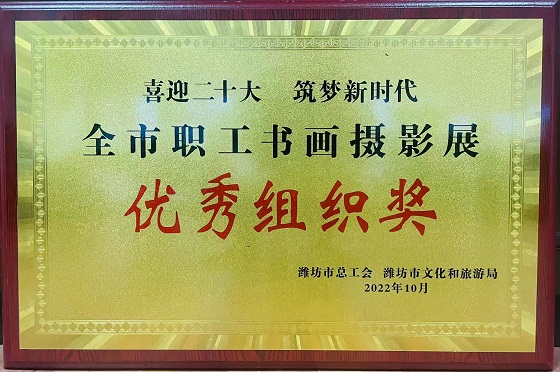 喜迎二十大 筑梦新时代
全市职工书画摄影展
优秀组织奖
潍坊市总工会 潍坊市文化和旅游局
2022年10月